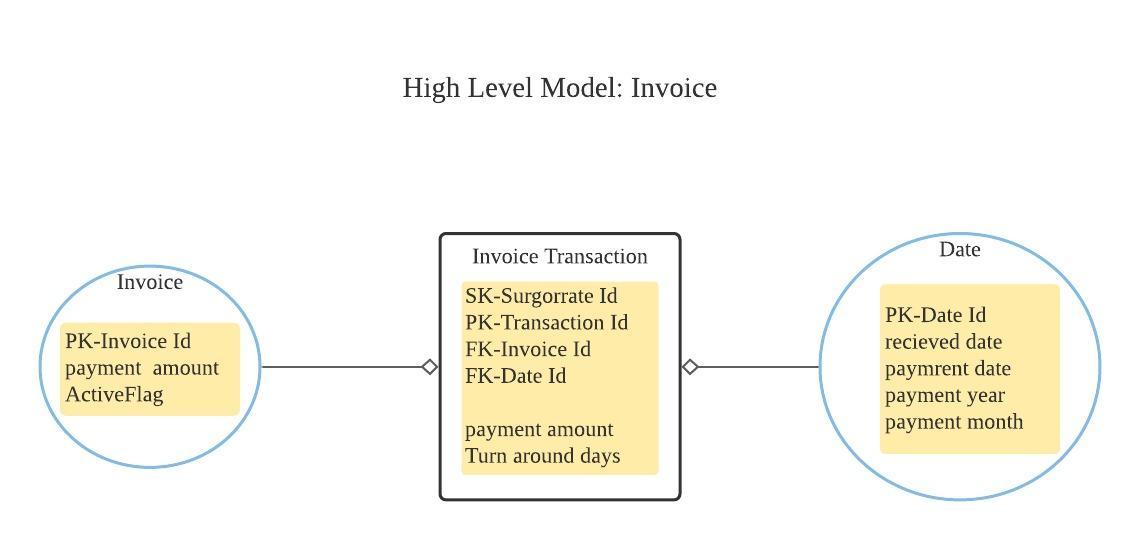 High Level Model: Invoice
Invoice
PK-Invoice Id
payment  amount
ActiveFlag
Invoice Transaction
SK-Surgorrate Id
PK-Transaction Id
FK-Invoice Id
FK-Date Id
payment amount
Turn around days
Date
PK-Date Id
recieved date
paymrent date
payment year
payment month